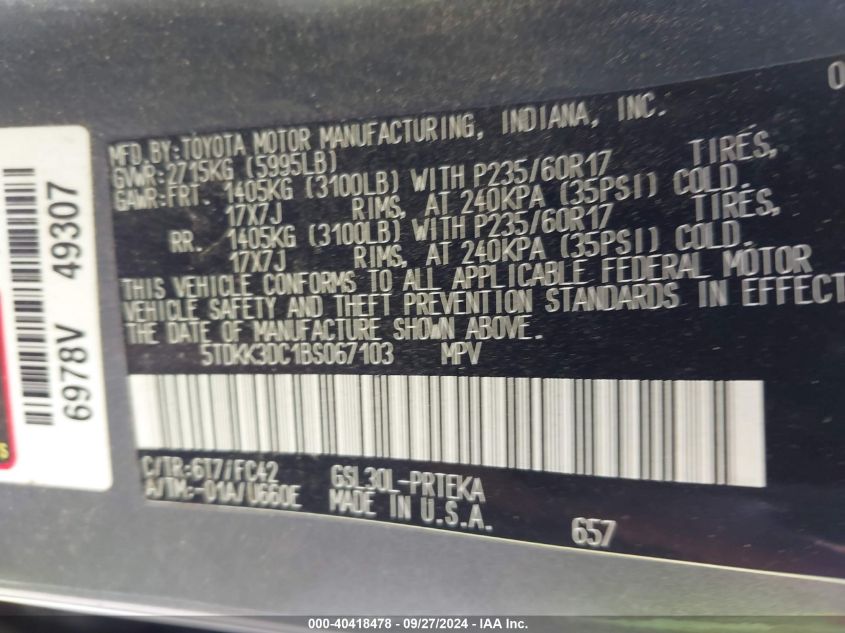 0
MFD.BY:TOYOTA MOTOR MANUFACTURING, INDIANA, INC.
GVWR:2715KG (5995LB)
GAWR:FRT. 1405KG (3100LB) WITH P235/60R17 TIRES,
17X7J RIMS, AT 240KPA (35PSI) COLD.
RR. 1405KG (3100LB) WITH P235/60R17 TIRES,
17X7J RIMS, AT 240KPA (35PSI) COLD.
THIS VEHICLE CONFORMS TO ALL APPLICABLE FEDERAL MOTOR
VEHICLE SAFETY AND THEFT PREVENTION STANDARDS IN EFFECT
THE DATE OF MANUFACTURE SHOWN ABOVE.
5TDKK3DC1BS067103 MPV
C/TR:617/FC42 GSL30L-PRTEKA
A/TM:-01A/U660E MADE IN U.S.A.
657
6978V 49307
000-40418478 - 09/27/2024 - IAA Inc.